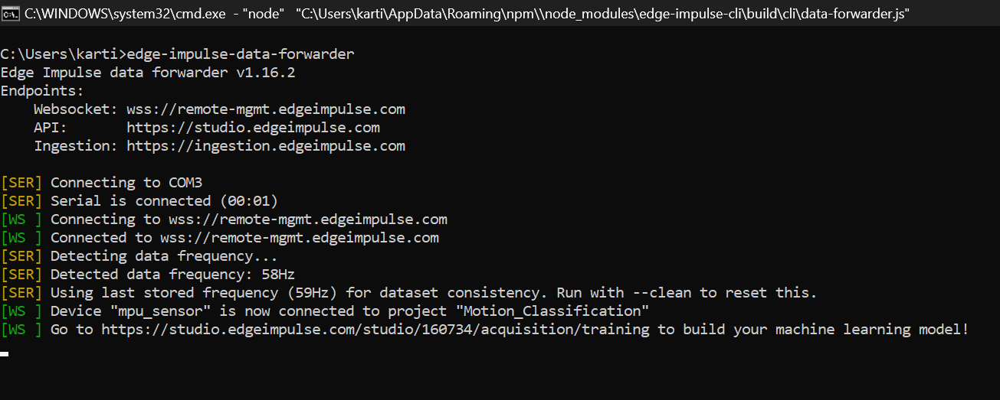 C:\WINDOWS\system32\cmd.exe - "node" "C:\Users\karti\AppData\Roaming\npm\\node_modules\edge-impulse-cli\build\cli\data-forwarder.js"
C:\Users\karti>edge-impulse-data-forwarder
Edge Impulse data forwarder v1.16.2
Endpoints:
    Websocket: wss://remote-mgmt.edgeimpulse.com
    API:       https://studio.edgeimpulse.com
    Ingestion: https://ingestion.edgeimpulse.com
[SER] Connecting to COM3
[SER] Serial is connected (00:01)
[WS ] Connecting to wss://remote-mgmt.edgeimpulse.com
[WS ] Connected to wss://remote-mgmt.edgeimpulse.com
[SER] Detecting data frequency...
[SER] Detected data frequency: 58Hz
[SER] Using last stored frequency (59Hz) for dataset consistency. Run with --clean to reset this.
[WS ] Device "mpu_sensor" is now connected to project "Motion_Classification"
[WS ] Go to https://studio.edgeimpulse.com/studio/160734/acquisition/training to build your machine learning model!